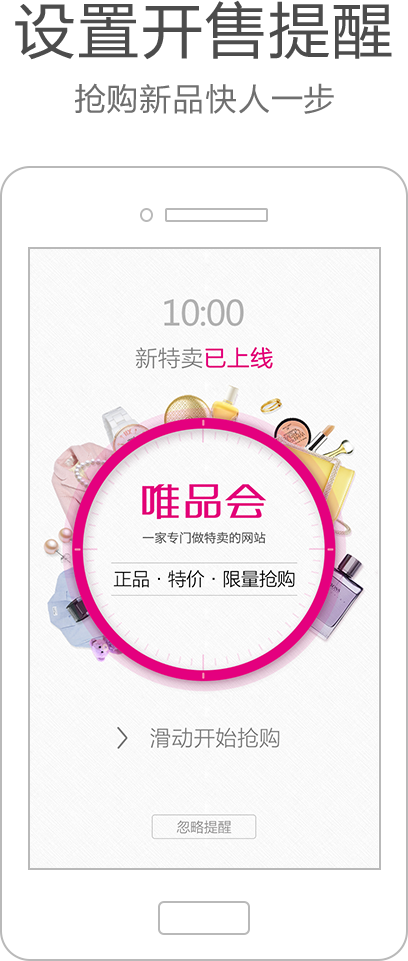 设置开售提醒
抢购新品快人一步
10:00
新特卖已上线
唯品会
一家专门做特卖的网站
正品·特价·限量抢购
滑动开始抢购
忽略提醒